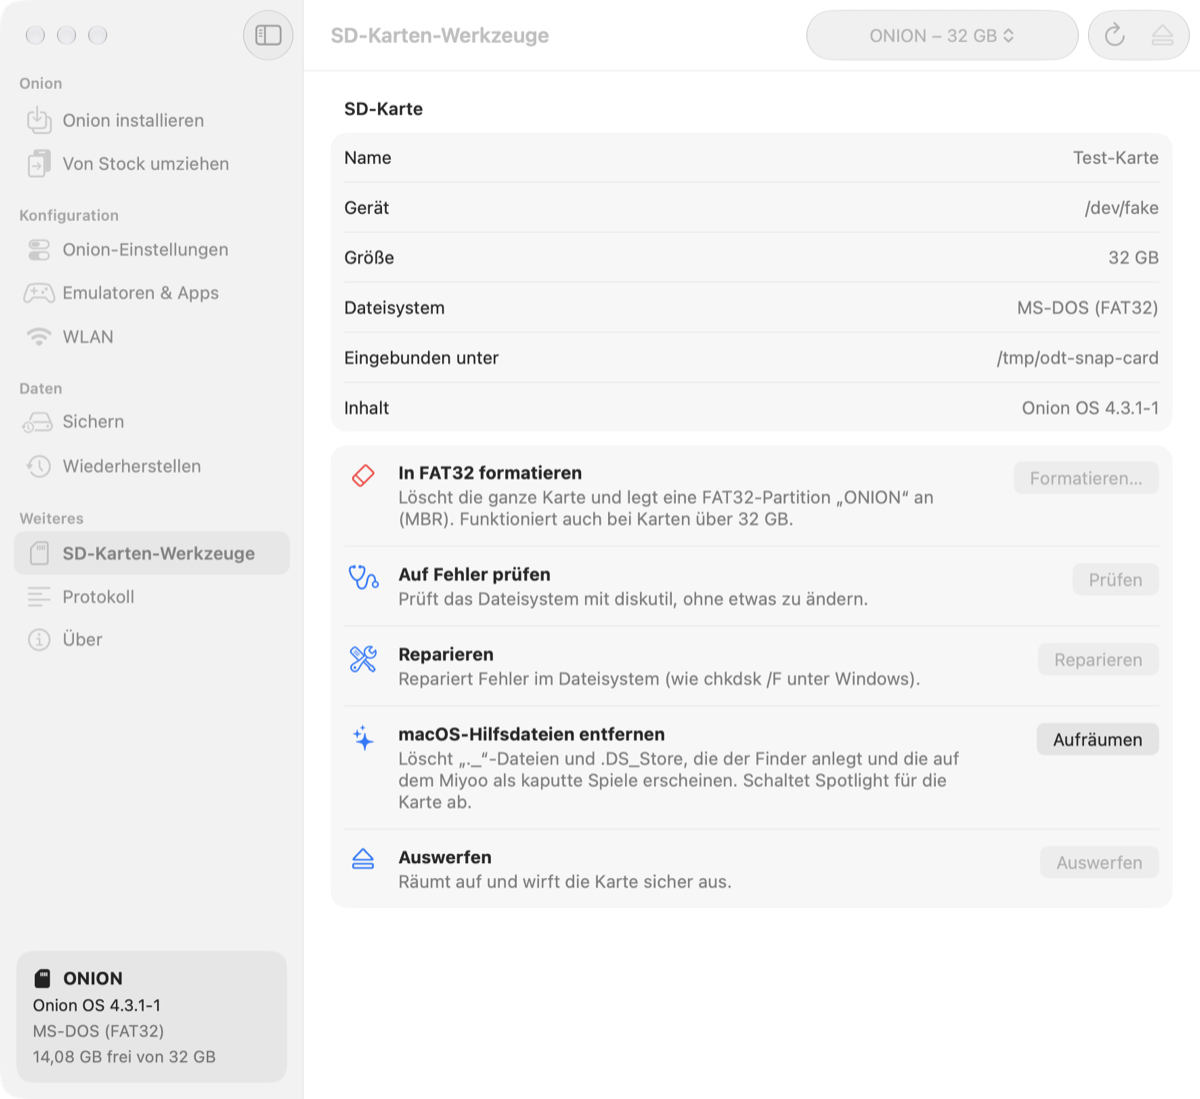 SD-Karten-Werkzeuge
ONION – 32 GB
Onion
Onion installieren
Von Stock umziehen
Konfiguration
Onion-Einstellungen
Emulatoren & Apps
WLAN
Daten
Sichern
Wiederherstellen
Weiteres
SD-Karten-Werkzeuge
Protokoll
Über
ONION
Onion OS 4.3.1-1
MS-DOS (FAT32)
14,08 GB frei von 32 GB
SD-Karte
Name Test-Karte
Gerät /dev/fake
Größe 32 GB
Dateisystem MS-DOS (FAT32)
Eingebunden unter /tmp/odt-snap-card
Inhalt Onion OS 4.3.1-1
In FAT32 formatieren
Löscht die ganze Karte und legt eine FAT32-Partition „ONION“ an
(MBR). Funktioniert auch bei Karten über 32 GB.
Formatieren...
Auf Fehler prüfen
Prüft das Dateisystem mit diskutil, ohne etwas zu ändern.
Prüfen
Reparieren
Repariert Fehler im Dateisystem (wie chkdsk /F unter Windows).
Reparieren
macOS-Hilfsdateien entfernen
Löscht „._“-Dateien und .DS_Store, die der Finder anlegt und die auf
dem Miyoo als kaputte Spiele erscheinen. Schaltet Spotlight für die
Karte ab.
Aufräumen
Auswerfen
Räumt auf und wirft die Karte sicher aus.
Auswerfen